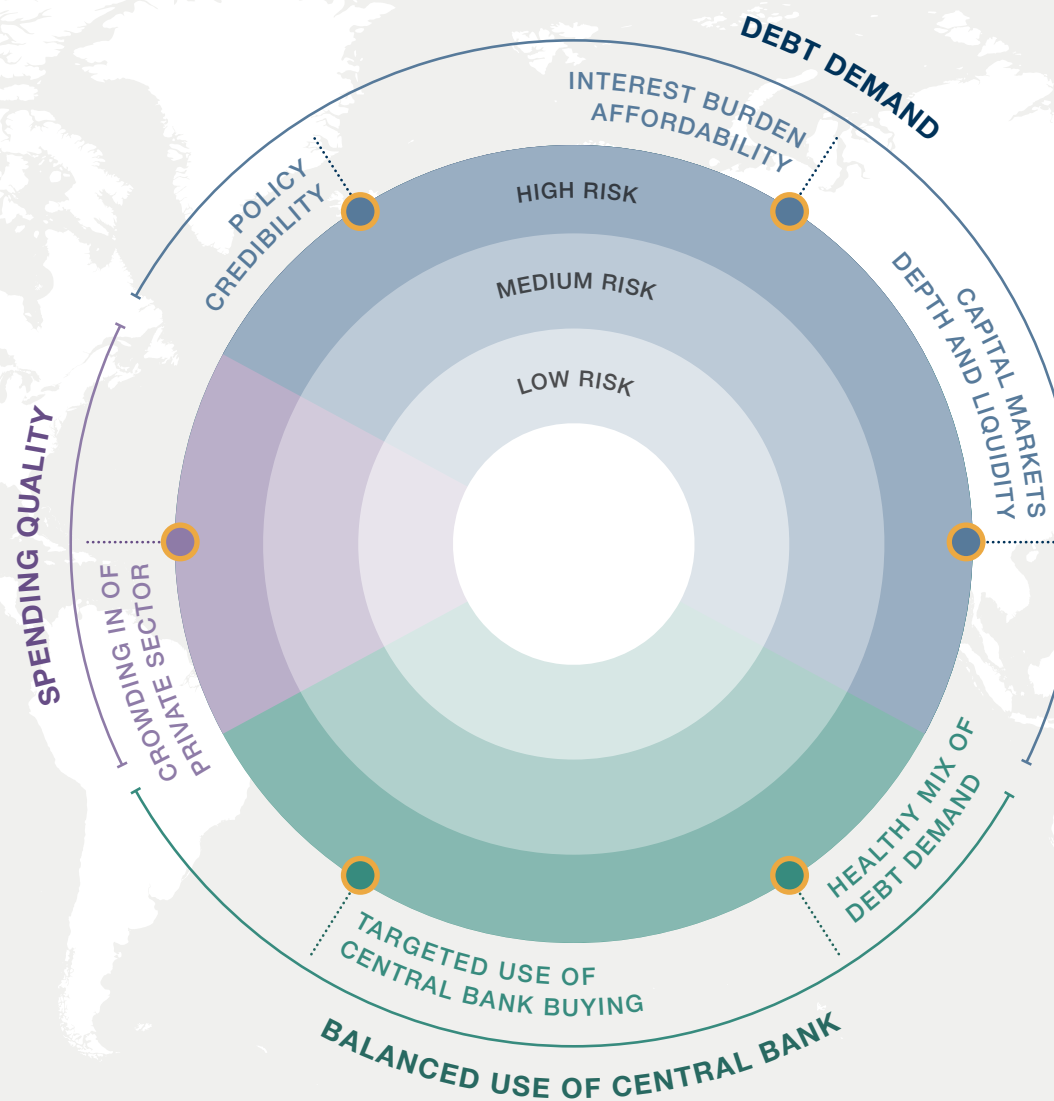 DEBT DEMAND
INTEREST BURDEN
AFFORDABILITY
POLICY
CREDIBILITY
HIGH RISK
MEDIUM RISK
LOW RISK
CAPITAL MARKETS
DEPTH AND LIQUIDITY
SPENDING QUALITY
CROWDING IN OF
PRIVATE SECTOR
HEALTHY MIX OF
DEBT DEMAND
TARGETED USE OF
CENTRAL BANK BUYING
BALANCED USE OF CENTRAL BANK